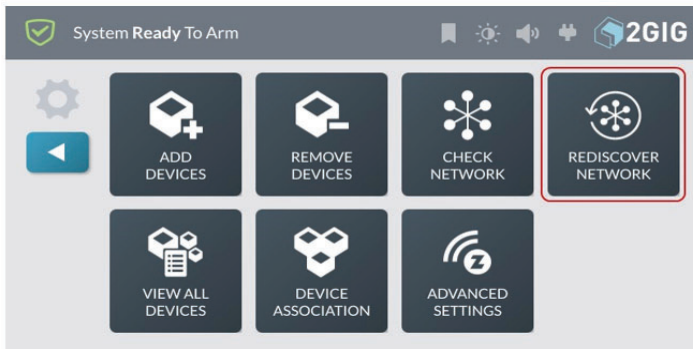 System Ready To Arm
2GIG
ADD
DEVICES
REMOVE
DEVICES
CHECK
NETWORK
REDISCOVER
NETWORK
VIEW ALL
DEVICES
DEVICE
ASSOCIATION
Z
ADVANCED
SETTINGS